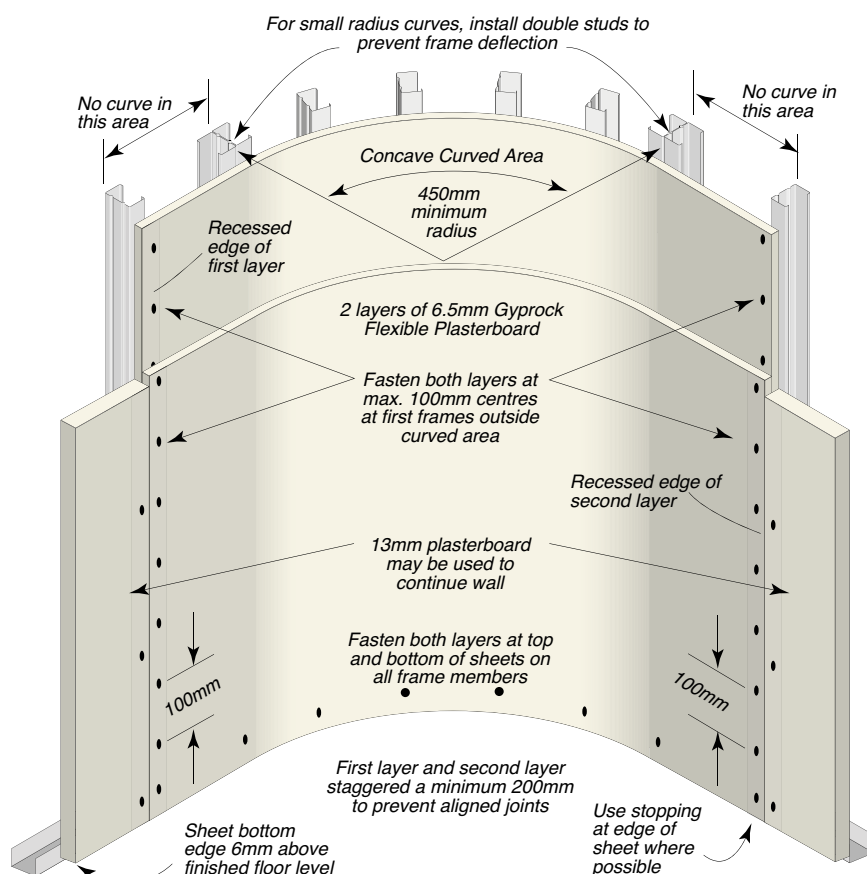 For small radius curves, install double studs to
prevent frame deflection
No curve in
this area
No curve in
this area
Concave Curved Area
450mm
minimum
radius
Recessed
edge of
first layer
2 layers of 6.5mm Gyprock
Flexible Plasterboard
Fasten both layers at
max. 100mm centres
at first frames outside
curved area
Recessed edge of
second layer
13mm plasterboard
may be used to
continue wall
Fasten both layers at top
and bottom of sheets on
all frame members
100mm
100mm
First layer and second layer
staggered a minimum 200mm
to prevent aligned joints
Sheet bottom
edge 6mm above
finished floor level
Use stopping
at edge of
sheet where
possible